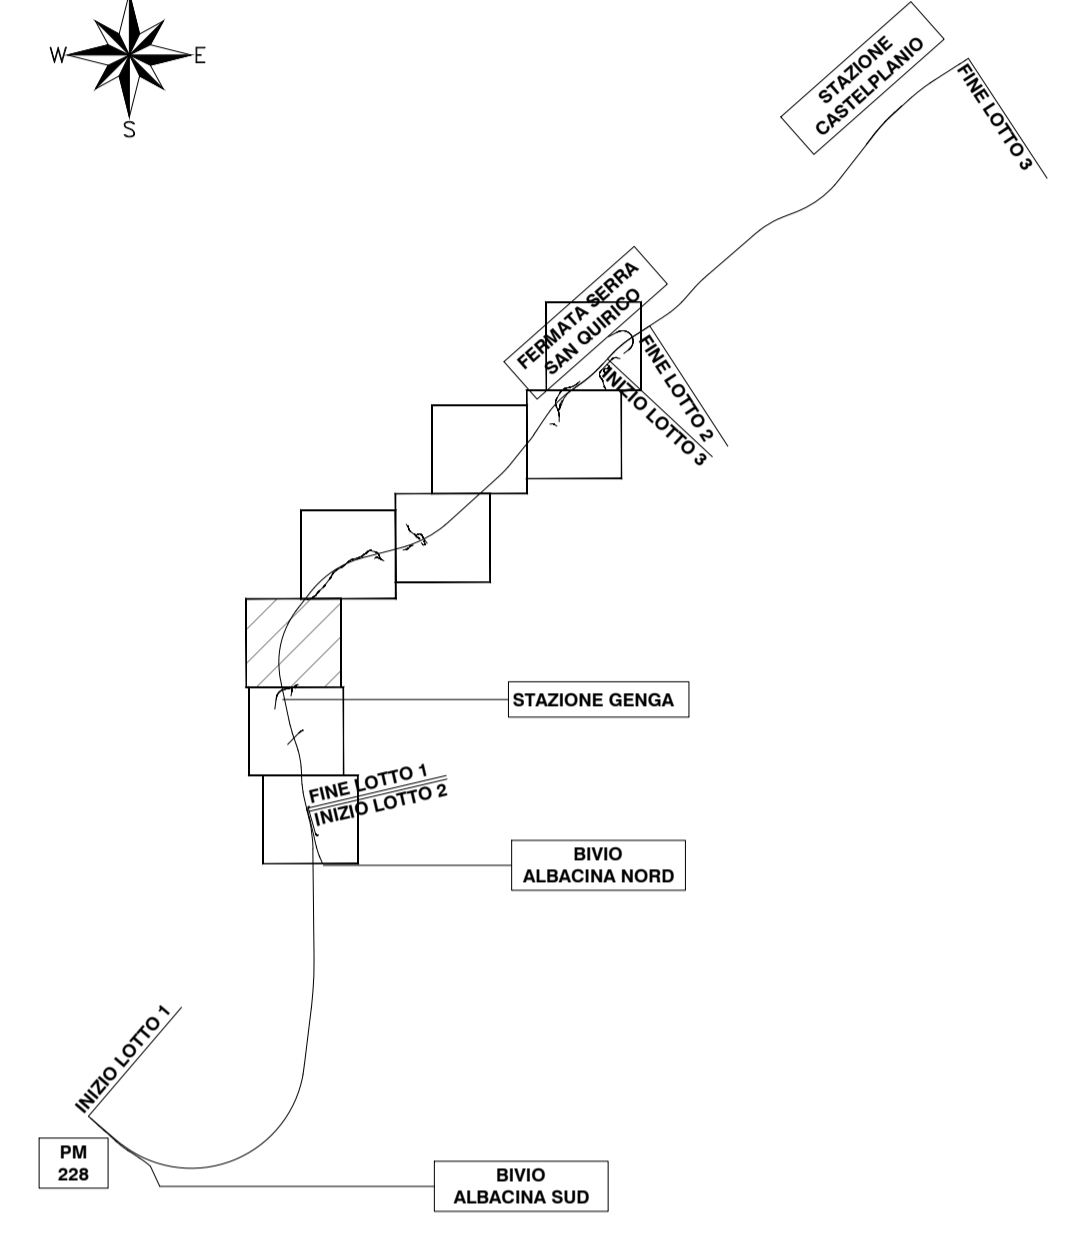 W
E
S
STAZIONE
CASTELPLANIO
FINE LOTTO 3
FERMATA SERRA
SAN QUIRICO
FINE LOTTO 2
INIZIO LOTTO 3
STAZIONE GENGA
FINE LOTTO 1
INIZIO LOTTO 2
BIVIO
ALBACINA NORD
INIZIO LOTTO 1
PM
228
BIVIO
ALBACINA SUD